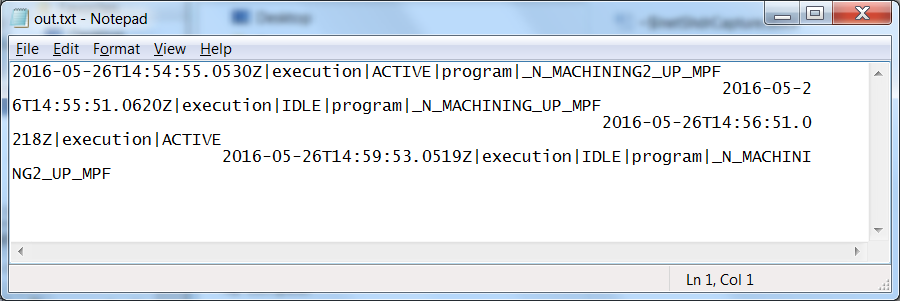 out.txt - Notepad
File Edit Format View Help
2016-05-26T14:54:55.0530Z|execution|ACTIVE|program|_N_MACHINING2_UP_MPF
2016-05-2
6T14:55:51.0620Z|execution|IDLE|program|_N_MACHINING_UP_MPF
2016-05-26T14:56:51.0
218Z|execution|ACTIVE
2016-05-26T14:59:53.0519Z|execution|IDLE|program|_N_MACHINI
NG2_UP_MPF
Ln 1, Col 1